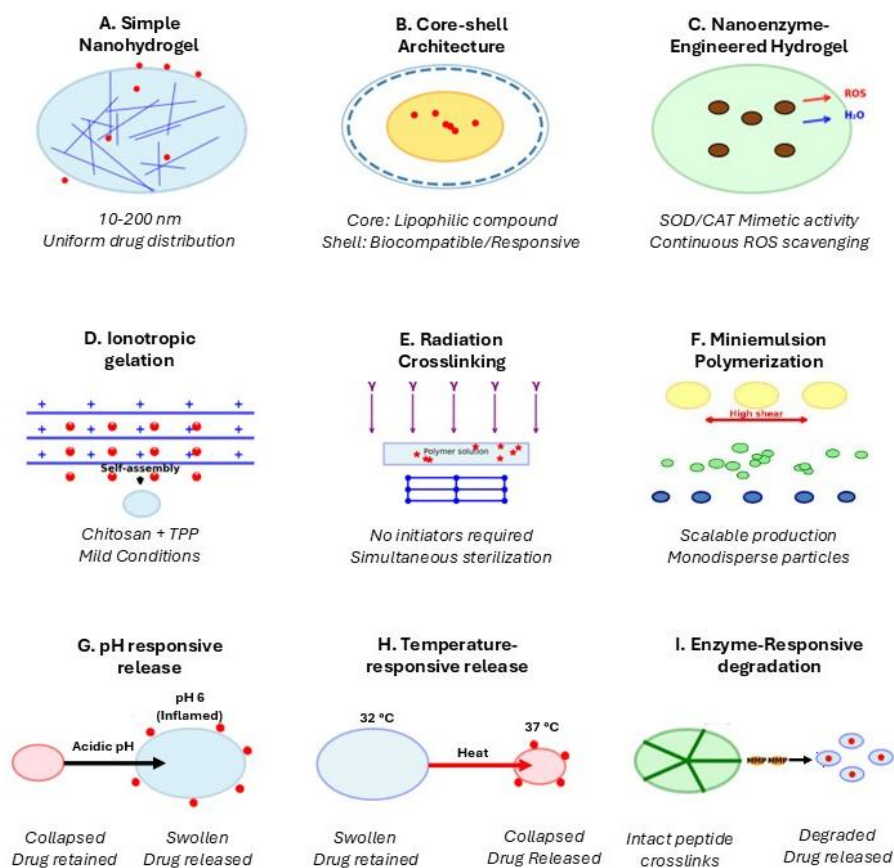 A. Simple
Nanohydrogel
10-200 nm
Uniform drug distribution
B. Core-shell
Architecture
Core: Lipophilic compound
Shell: Biocompatible/Responsive
C. Nanoenzyme-
Engineered Hydrogel
ROS
H₂O
SOD/CAT Mimetic activity
Continuous ROS scavenging
D. Ionotropic
gelation
+ + + + +
+ + + +
+ + + +
Self-assembly
Chitosan + TPP
Mild Conditions
E. Radiation
Crosslinking
γ γ γ γ γ
Polymer solution
No initiators required
Simultaneous sterilization
F. Miniemulsion
Polymerization
High shear
Scalable production
Monodisperse particles
G. pH responsive
release
pH 6
(Inflamed)
Acidic pH
Collapsed
Drug retained
Swollen
Drug released
H. Temperature-
responsive release
32 °C
37 °C
Heat
Swollen
Drug retained
Collapsed
Drug Released
I. Enzyme-Responsive
degradation
MMP MMP
Intact peptide
crosslinks
Degraded
Drug released